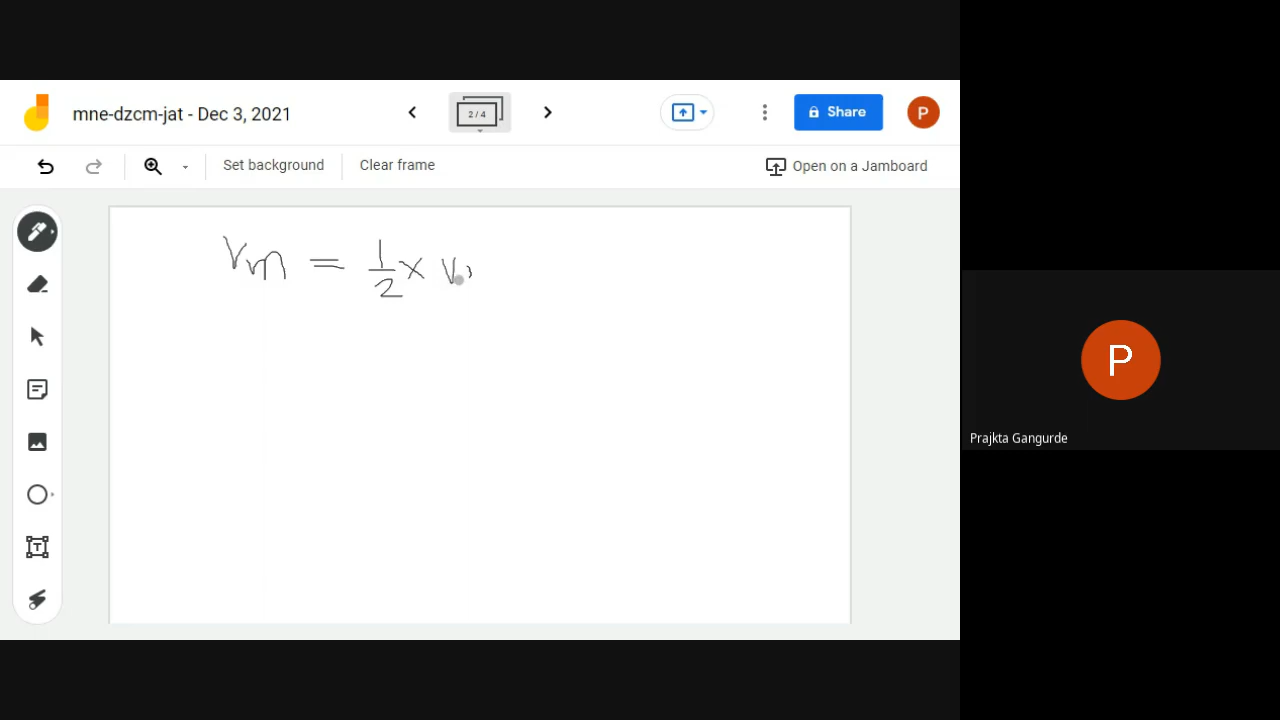 mne-dzcm-jat - Dec 3, 2021
2 / 4
Share
P
Set background
Clear frame
Open on a Jamboard
Vm = 1/2 x V
T
P
Prajkta Gangurde